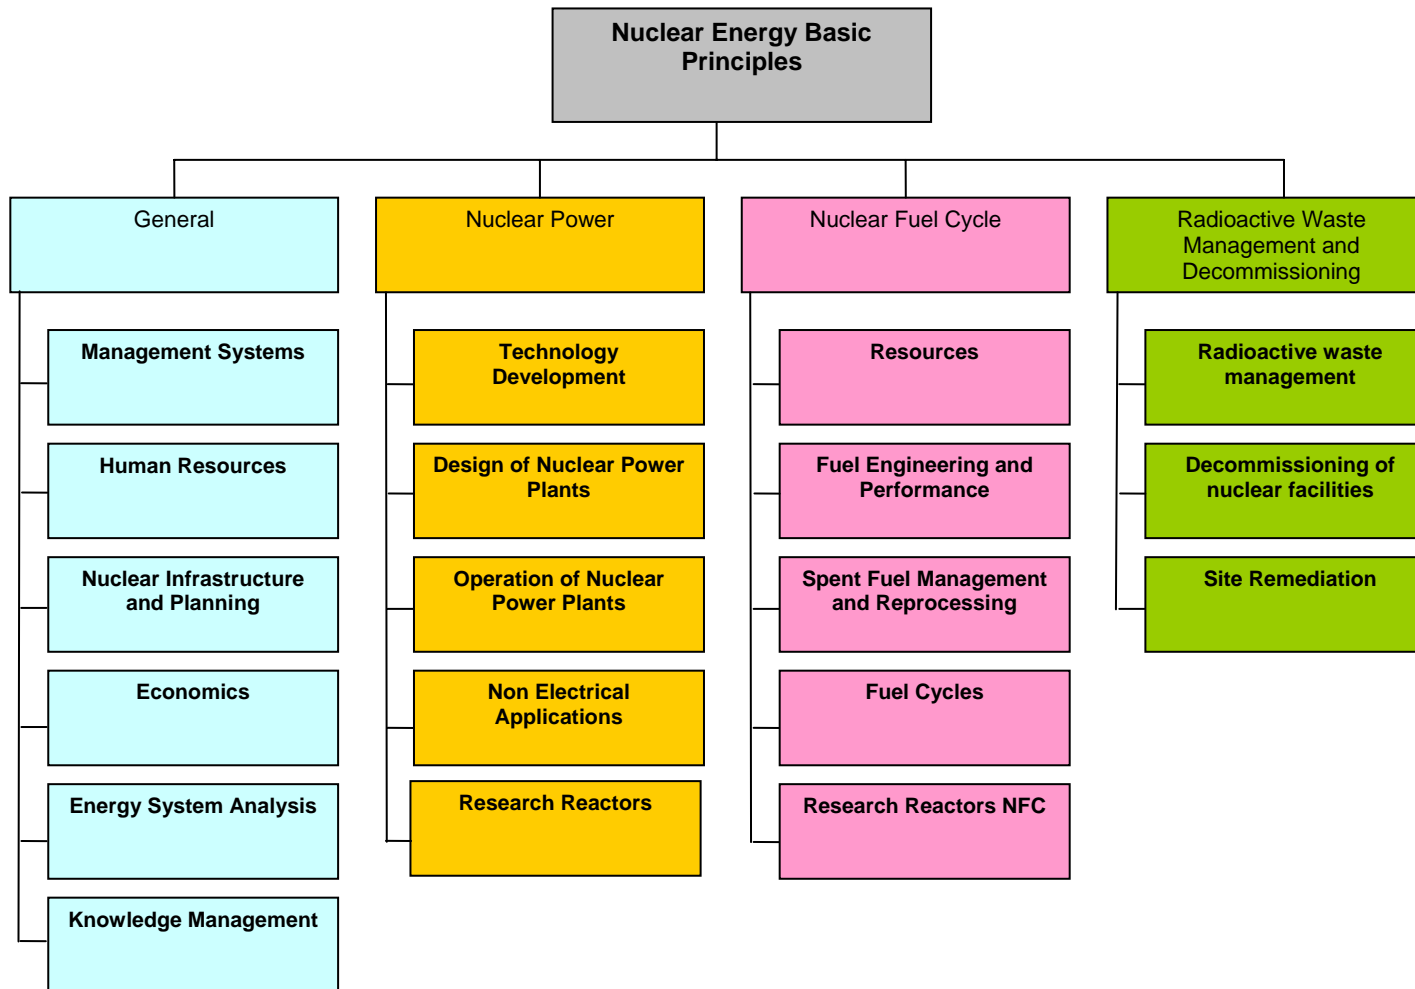 Nuclear Energy Basic
Principles
General
Nuclear Power
Nuclear Fuel Cycle
Radioactive Waste
Management and
Decommissioning
Management Systems
Human Resources
Nuclear Infrastructure
and Planning
Economics
Energy System Analysis
Knowledge Management
Technology
Development
Design of Nuclear Power
Plants
Operation of Nuclear
Power Plants
Non Electrical
Applications
Research Reactors
Resources
Fuel Engineering and
Performance
Spent Fuel Management
and Reprocessing
Fuel Cycles
Research Reactors NFC
Radioactive waste
management
Decommissioning of
nuclear facilities
Site Remediation